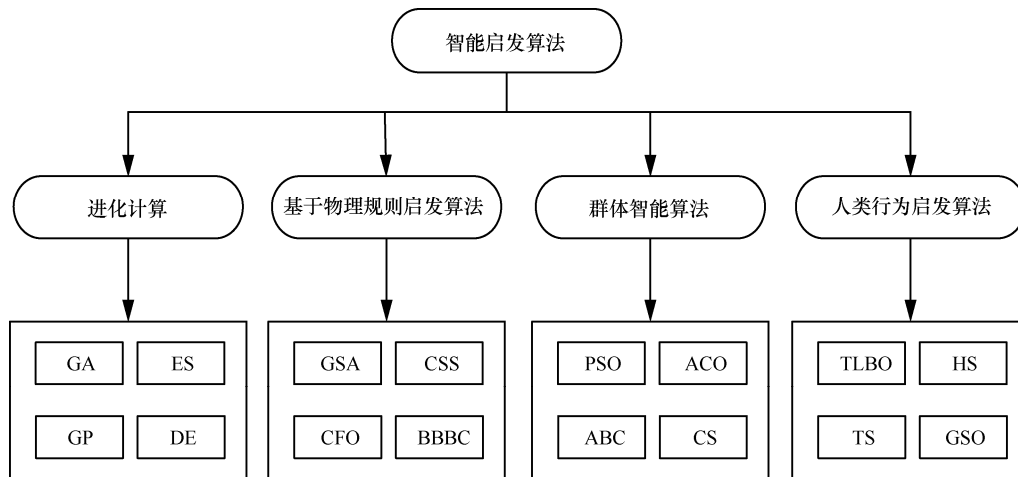 智能启发算法
进化计算
基于物理规则启发算法
群体智能算法
人类行为启发算法
GA
ES
GP
DE
GSA
CSS
CFO
BBBC
PSO
ACO
ABC
CS
TLBO
HS
TS
GSO